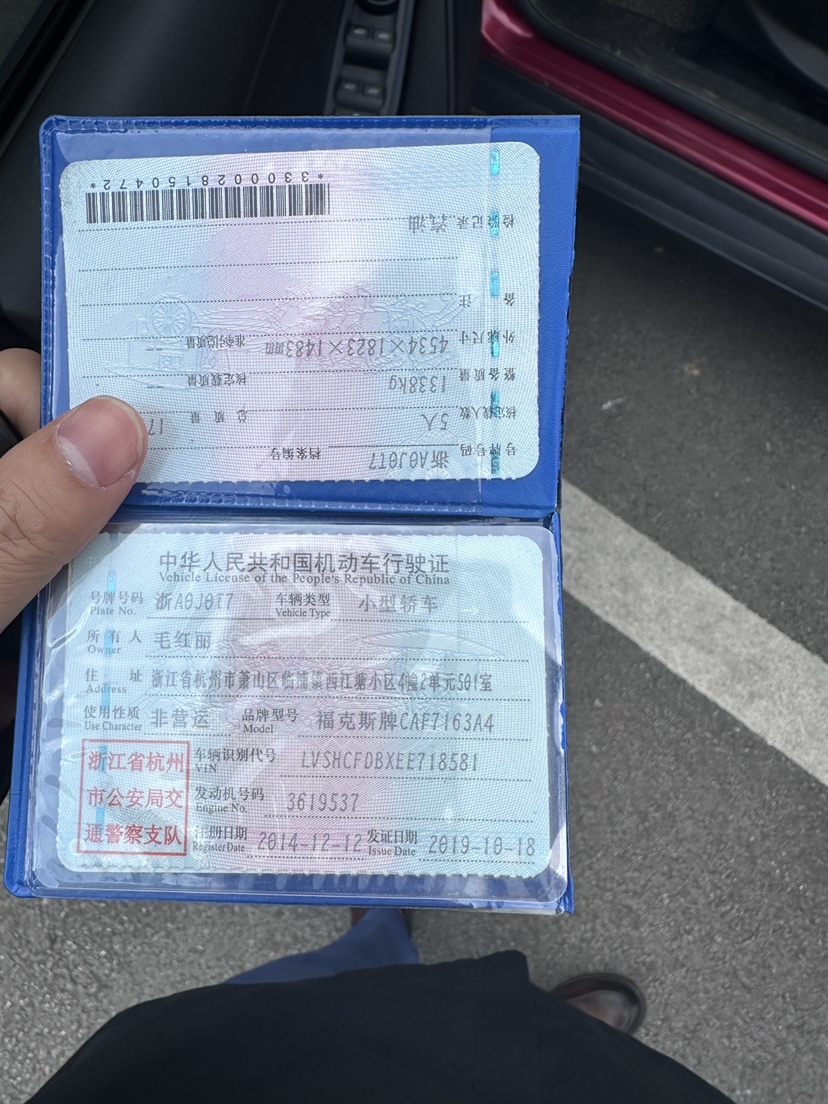 *3300028150472*
检验记录 汽油
备 注
外廓尺寸 4534×1823×1483mm 准牵引总质量 --
整备质量 1338kg 核定载质量 --
核定载人数 5人 总质量 17
号牌号码 浙A0J0T7 档案编号
中华人民共和国机动车行驶证
Vehicle License of the People's Republic of China
号牌号码 浙A0J0T7 车辆类型 小型轿车
Plate No. Vehicle Type
所有人 毛红丽
Owner
住 址 浙江省杭州市萧山区临浦镇西江塘小区4幢2单元501室
Address
使用性质 非营运 品牌型号 福克斯牌CAF7163A4
Use Character Model
浙江省杭州 车辆识别代号 LVSHCFDBXEE718581
VIN
市公安局交 发动机号码 3619537
Engine No.
通警察支队 注册日期 2014-12-12 发证日期 2019-10-18
Register Date Issue Date